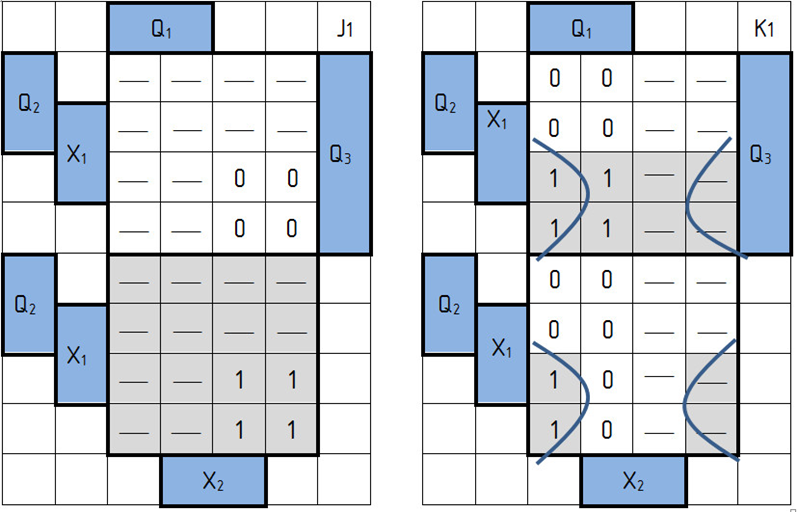 Q₁ J1
— — — —
Q₂
— — — —
X₁ Q₃
— — 0 0
— — 0 0
— — — —
Q₂
— — — —
X₁
— — 1 1
— — 1 1
X₂
Q₁ K1
0 0 — —
Q₂
X₁
0 0 — —
Q₃
1 1 — —
1 1 — —
0 0 — —
Q₂
0 0 — —
X₁
1 0 — —
1 0 — —
X₂